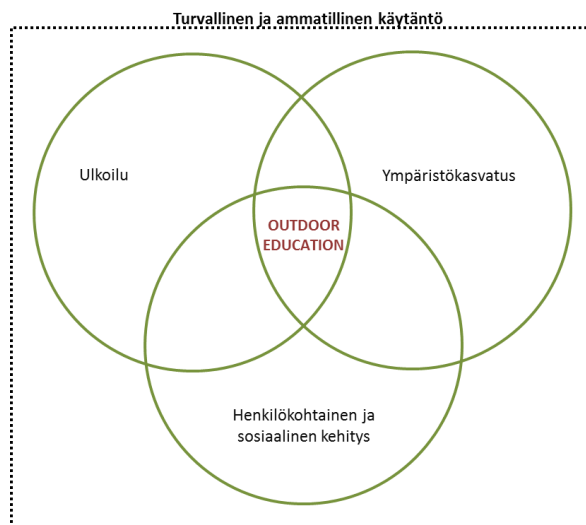 Turvallinen ja ammatillinen käytäntö
Ulkoilu
Ympäristökasvatus
OUTDOOR
EDUCATION
Henkilökohtainen ja
sosiaalinen kehitys